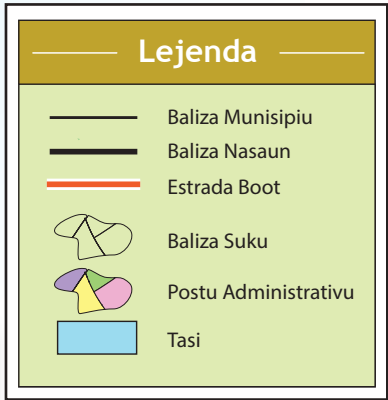 Lejenda
Baliza Munisipiu
Baliza Nasaun
Estrada Boot
Baliza Suku
Postu Administrativu
Tasi